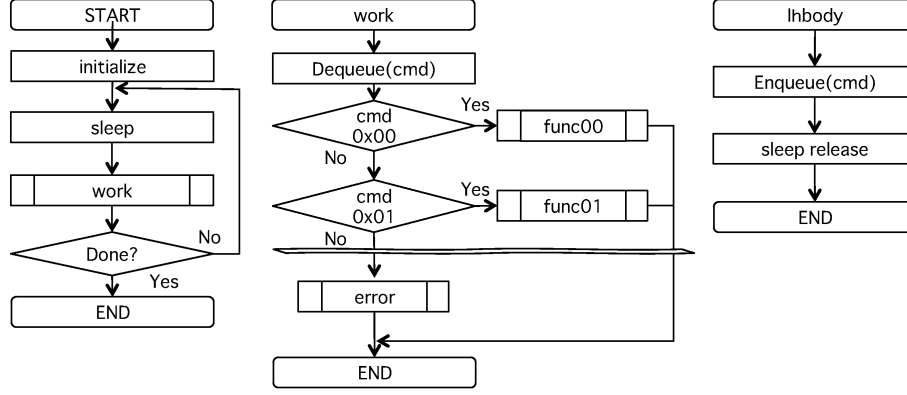 START
initialize
sleep
work
Done?
No
Yes
END
work
Dequeue(cmd)
cmd
0x00
Yes
func00
No
cmd
0x01
Yes
func01
No
error
END
lhbody
Enqueue(cmd)
sleep release
END